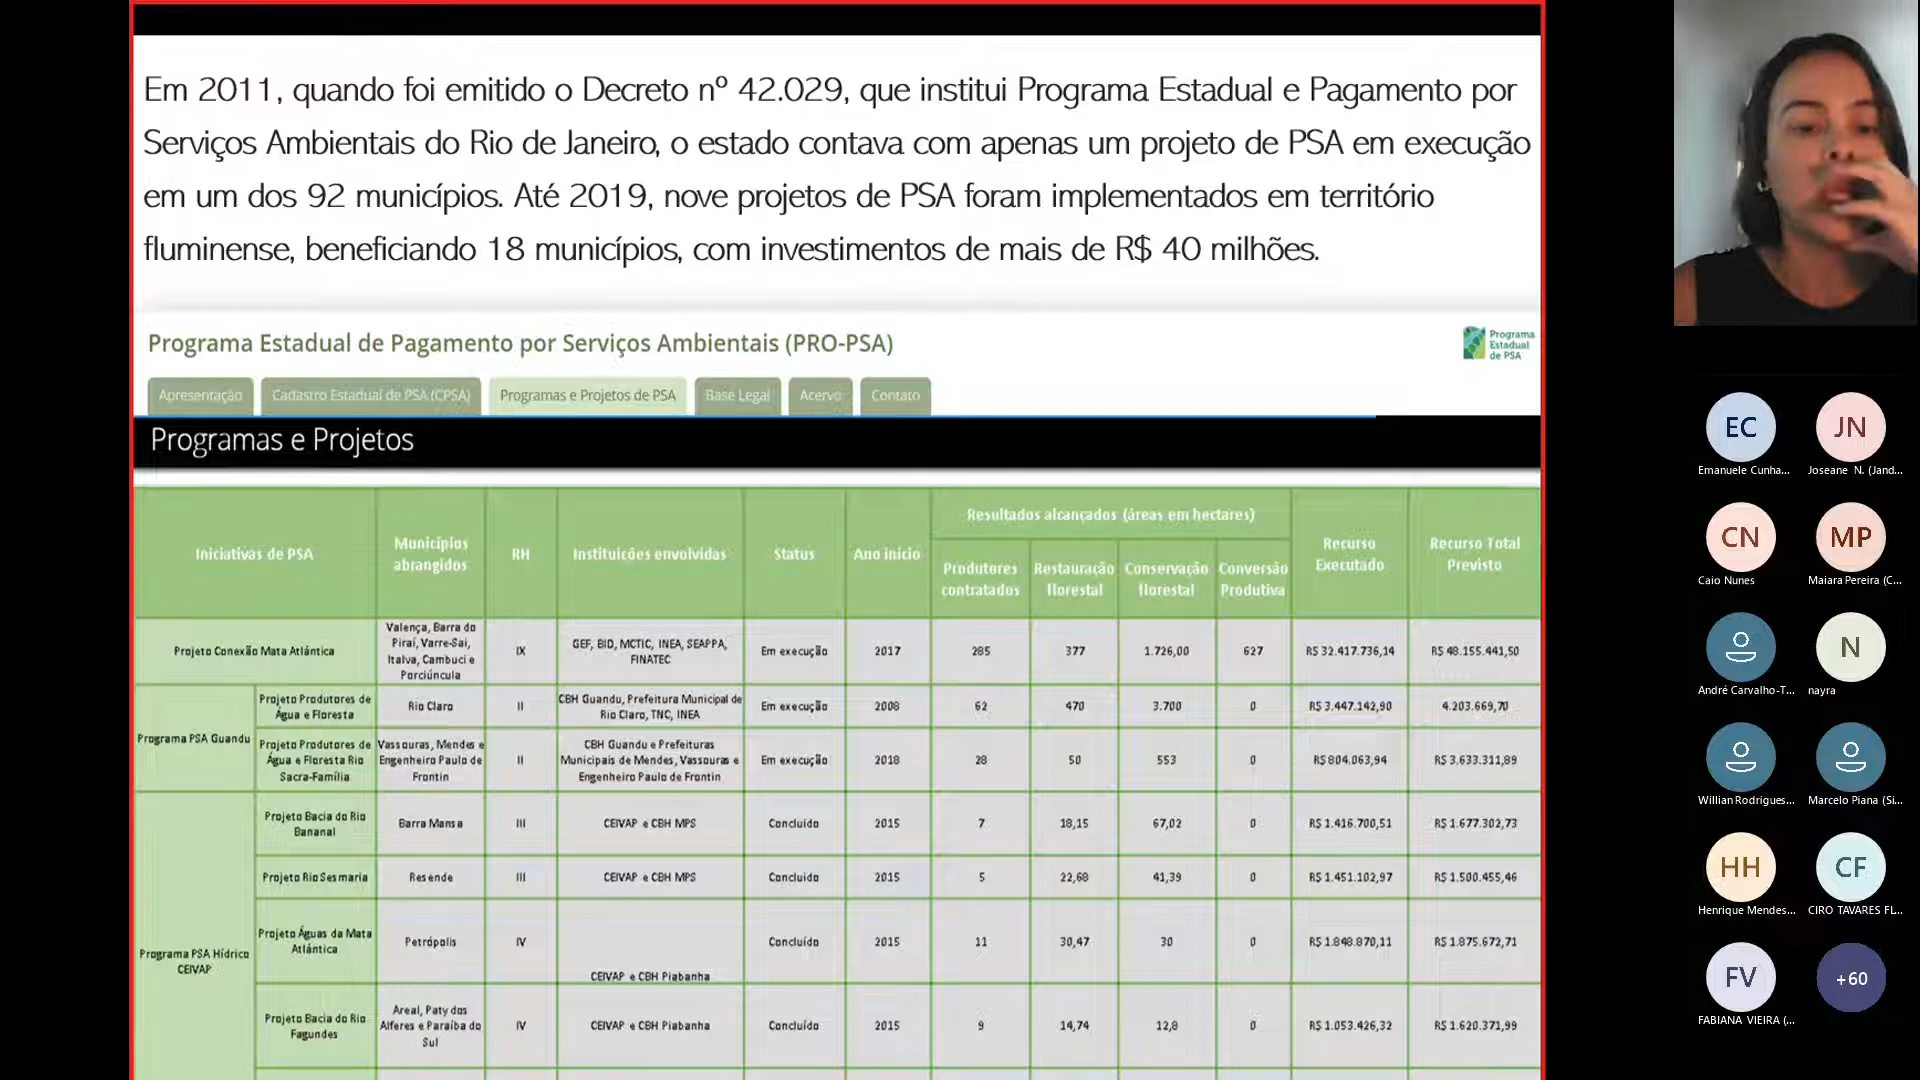 Em 2011, quando foi emitido o Decreto nº 42.029, que institui Programa Estadual e Pagamento por
Serviços Ambientais do Rio de Janeiro, o estado contava com apenas um projeto de PSA em execução
em um dos 92 municípios. Até 2019, nove projetos de PSA foram implementados em território
fluminense, beneficiando 18 municípios, com investimentos de mais de R$ 40 milhões.
Programa Estadual de Pagamento por Serviços Ambientais (PRO-PSA)
Programa
Estadual
de PSA
Apresentação
Cadastro Estadual de PSA (CPSA)
Programas e Projetos de PSA
Base Legal
Acervo
Contato
Programas e Projetos
Iniciativas de PSA
Municípios
abrangidos
RH
Instituições envolvidas
Status
Ano início
Resultados alcançados (áreas em hectares)
Produtores
contratados
Restauração
florestal
Conservação
florestal
Conversão
Produtiva
Recurso
Executado
Recurso Total
Previsto
Projeto Conexão Mata Atlântica
Valença, Barra do
Piraí, Varre-Sai,
Italva, Cambuci e
Porciúncula
IX
GEF, BID, MCTIC, INEA, SEAPPA,
FINATEC
Em execução
2017
285
377
1.726,00
627
R$ 32.417.736,14
R$ 48.155.441,50
Programa PSA Guandu
Projeto Produtores de
Água e Floresta
Rio Claro
II
CBH Guandu, Prefeitura Municipal de
Rio Claro, TNC, INEA
Em execução
2008
62
470
3.700
0
R$ 3.447.142,90
4.203.669,70
Projeto Produtores de
Água e Floresta Rio
Sacra-Família
Vassouras, Mendes e
Engenheiro Paulo de
Frontin
II
CBH Guandu e Prefeituras
Municipais de Mendes, Vassouras e
Engenheiro Paulo de Frontin
Em execução
2018
28
50
553
0
R$ 804.063,94
R$ 3.633.311,89
Programa PSA Hídrico
CEIVAP
Projeto Bacia do Rio
Bananal
Barra Mansa
III
CEIVAP e CBH MPS
Concluído
2015
7
18,15
67,02
0
R$ 1.416.700,51
R$ 1.677.302,73
Projeto Rio Sesmaria
Resende
III
CEIVAP e CBH MPS
Concluído
2015
5
22,68
41,39
0
R$ 1.451.102,97
R$ 1.500.455,46
Projeto Águas da Mata
Atlântica
Petrópolis
IV
CEIVAP e CBH Piabanha
Concluído
2015
11
30,47
30
0
R$ 1.848.870,11
R$ 1.875.672,71
Projeto Bacia do Rio
Fagundes
Areal, Paty dos
Alferes e Paraíba do
Sul
IV
CEIVAP e CBH Piabanha
Concluído
2015
9
14,74
12,8
0
R$ 1.053.426,32
R$ 1.620.371,99
EC
Emanuele Cunha...
JN
Joseane N. (Jand...
CN
Caio Nunes
MP
Maiara Pereira (C...
André Carvalho-T...
N
nayra
Willian Rodrigues...
Marcelo Piana (Si...
HH
Henrique Mendes...
CF
CIRO TAVARES FL...
FV
FABIANA VIEIRA (...
+60